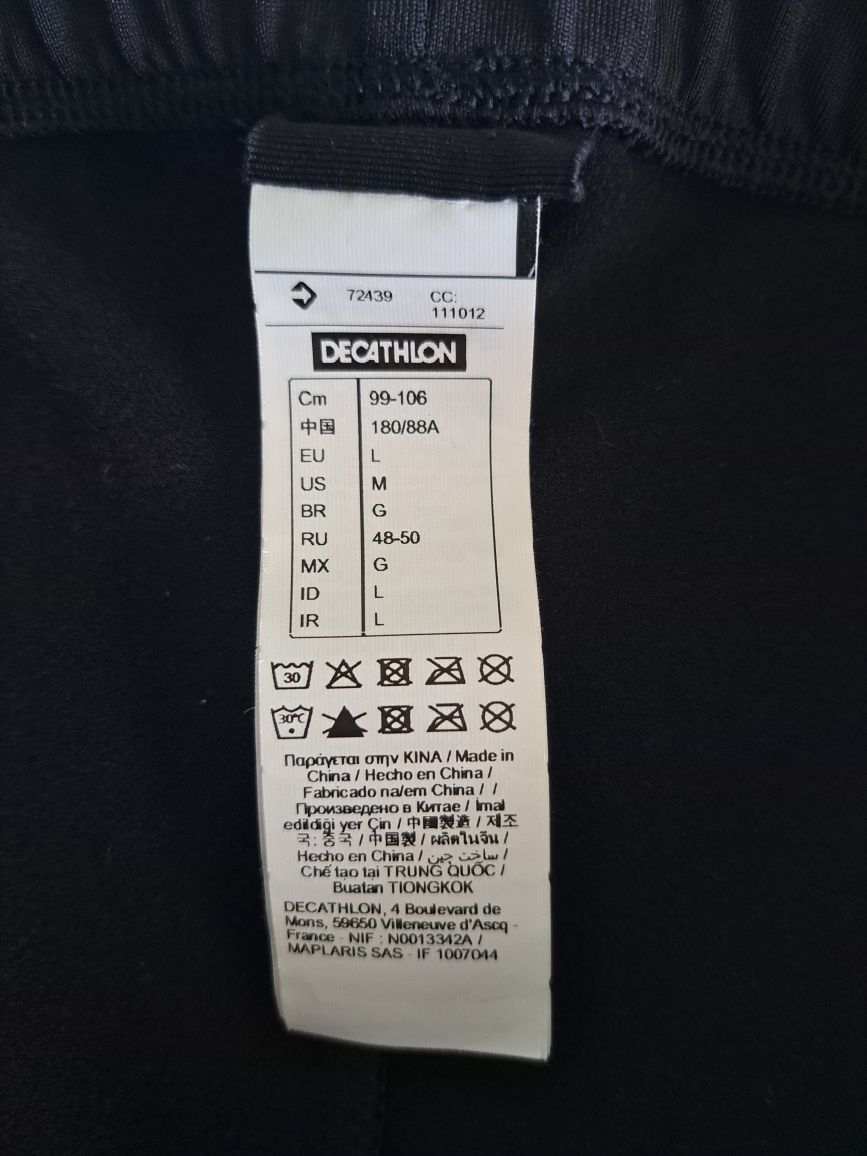 72439 CC:
111012
DECATHLON
Cm 99-106
中国 180/88A
EU L
US M
BR G
RU 48-50
MX G
ID L
IR L
30
30°C
Παράγεται στην ΚΙΝΑ / Made in
China / Hecho en China /
Fabricado na/em China / /
Произведено в Китае / İmal
edildiği yer Çin / 中國製造 / 제조
국: 중국 / 中国製 / ผลิตในจีน /
Hecho en China / ساخت چین /
Chế tạo tại TRUNG QUỐC /
Buatan TIONGKOK
DECATHLON, 4 Boulevard de
Mons, 59650 Villeneuve d'Ascq -
France - NIF : N0013342A /
MAPLARIS SAS - IF 1007044